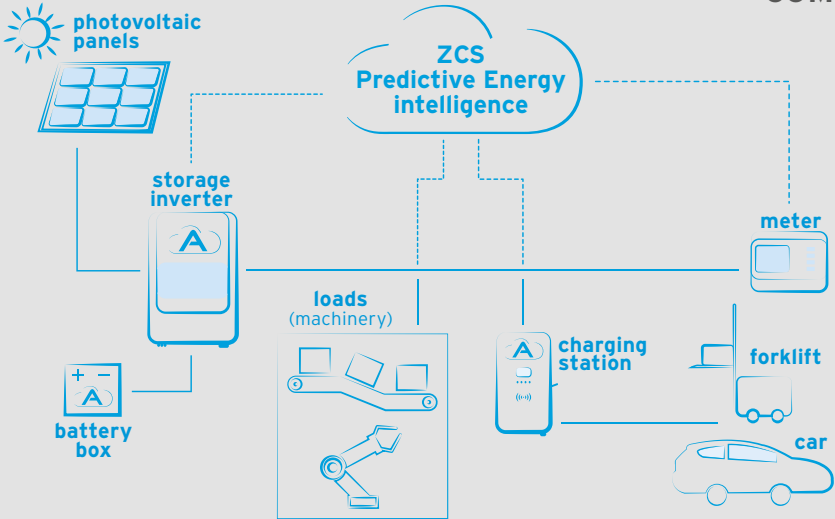 photovoltaic
panels
ZCS
Predictive Energy
intelligence
storage
inverter
meter
loads
(machinery)
charging
station
forklift
battery
box
car